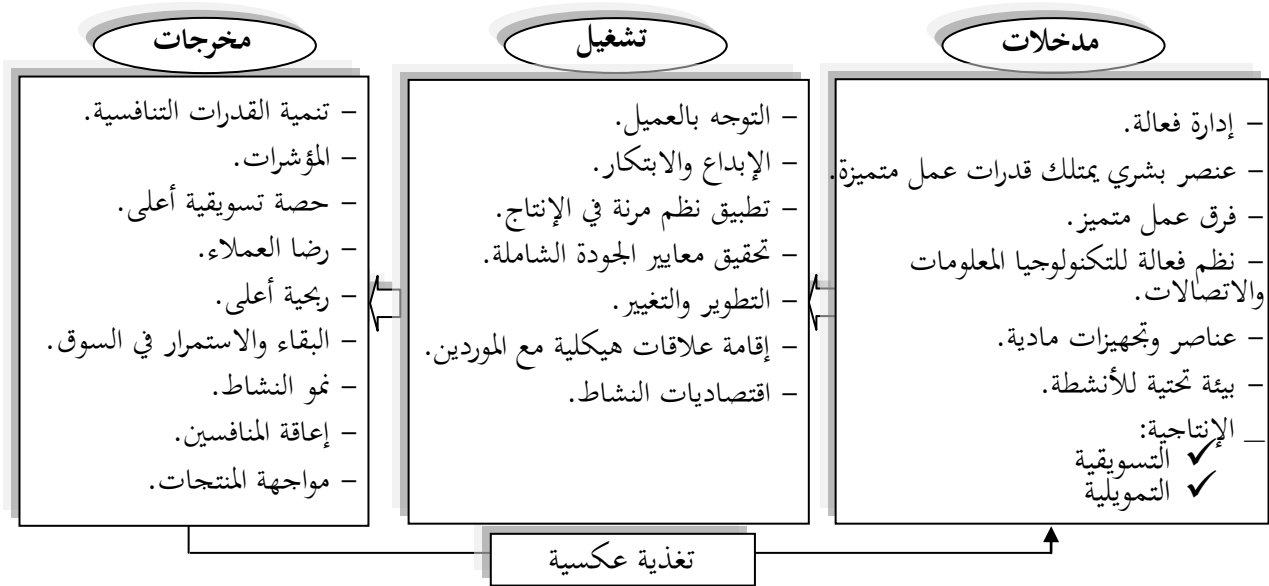 مدخلات
– إدارة فعالة.
– عنصر بشري يمتلك قدرات عمل متميزة.
– فرق عمل متميز.
– نظم فعالة للتكنولوجيا المعلومات
والاتصالات.
– عناصر وتجهيزات مادية.
– بيئة تحتية للأنشطة.
_ الإنتاجية:
✓ التسويقية
✓ التمويلية
تشغيل
– التوجه بالعميل.
– الإبداع والابتكار.
– تطبيق نظم مرنة في الإنتاج.
– تحقيق معايير الجودة الشاملة.
– التطوير والتغيير.
– إقامة علاقات هيكلية مع الموردين.
– اقتصاديات النشاط.
مخرجات
– تنمية القدرات التنافسية.
– المؤشرات.
– حصة تسويقية أعلى.
– رضا العملاء.
– ربحية أعلى.
– البقاء والاستمرار في السوق.
– نمو النشاط.
– إعاقة المنافسين.
– مواجهة المنتجات.
تغذية عكسية